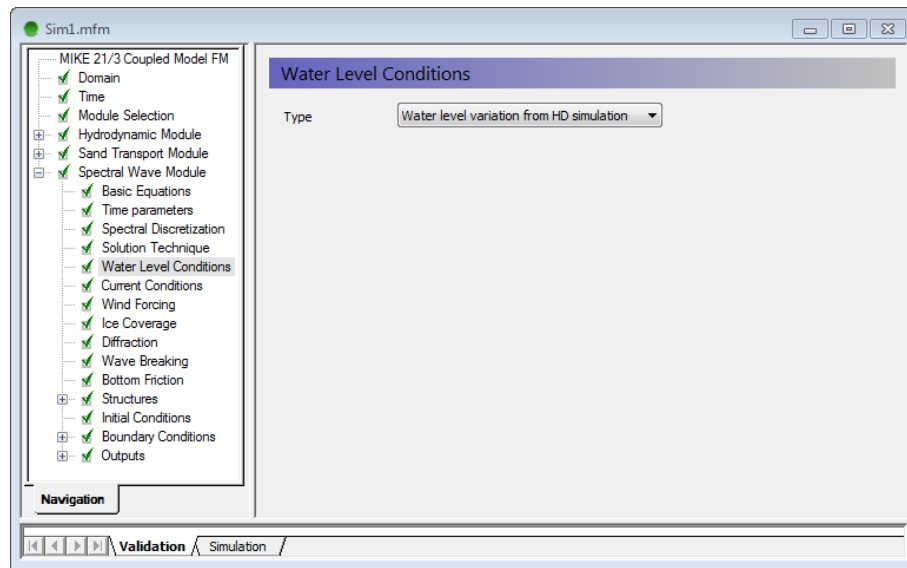 Sim1.mfm
MIKE 21/3 Coupled Model FM
Domain
Time
Module Selection
Hydrodynamic Module
Sand Transport Module
Spectral Wave Module
Basic Equations
Time parameters
Spectral Discretization
Solution Technique
Water Level Conditions
Current Conditions
Wind Forcing
Ice Coverage
Diffraction
Wave Breaking
Bottom Friction
Structures
Initial Conditions
Boundary Conditions
Outputs
Navigation
Water Level Conditions
Type Water level variation from HD simulation
Validation Simulation